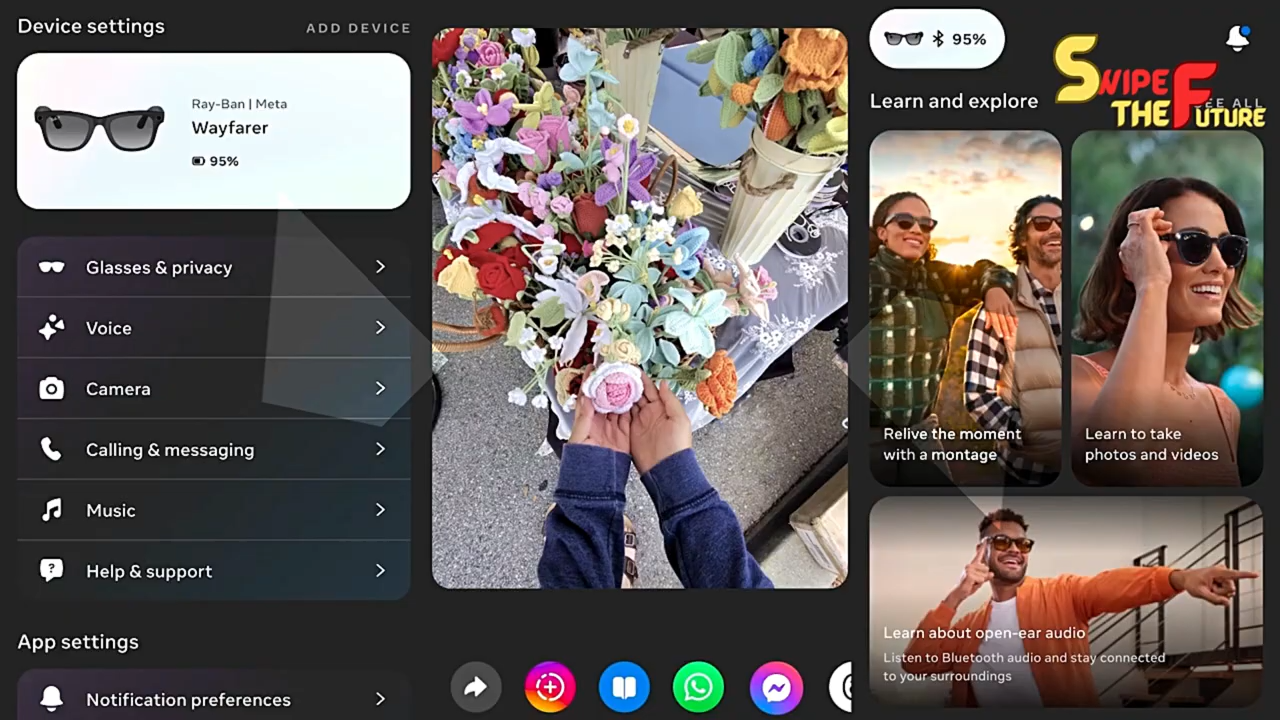 Device settings
ADD DEVICE
Ray-Ban | Meta
Wayfarer
95%
Glasses & privacy
Voice
Camera
Calling & messaging
Music
?
Help & support
App settings
Notification preferences
95%
SWIPE
THE FUTURE
Learn and explore
SEE ALL
Relive the moment
with a montage
Learn to take
photos and videos
Learn about open-ear audio
Listen to Bluetooth audio and stay connected
to your surroundings